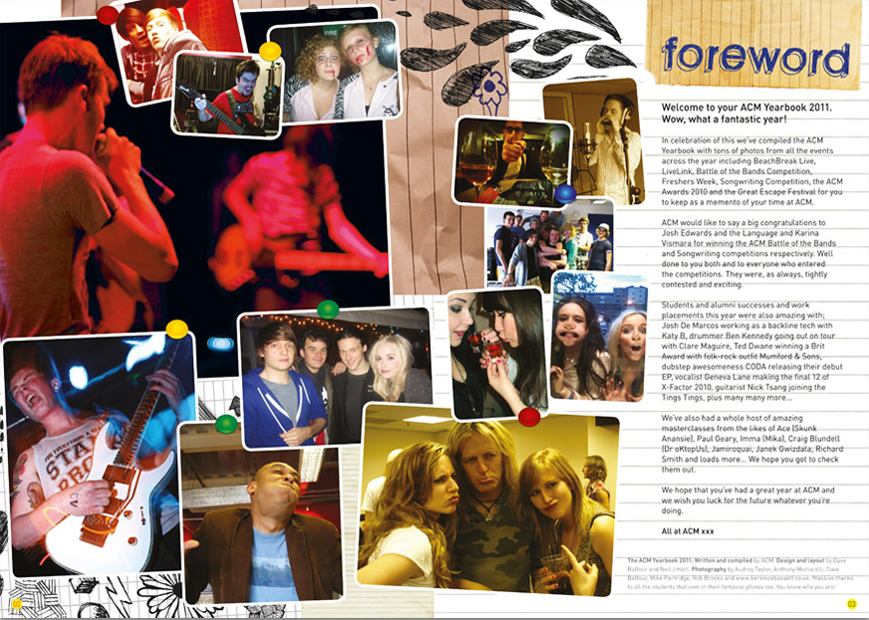 foreword
Welcome to your ACM Yearbook 2011.
Wow, what a fantastic year!
In celebration of this we've compiled the ACM
Yearbook with tons of photos from all the events
across the year including BeachBreak Live,
LiveLink, Battle of the Bands Competition,
Freshers Week, Songwriting Competition, the ACM
Awards 2010 and the Great Escape Festival for you
to keep as a memento of your time at ACM.
ACM would like to say a big congratulations to
Josh Edwards and the Language and Karina
Vismara for winning the ACM Battle of the Bands
and Songwriting competitions respectively. Well
done to you both and to everyone who entered
the competitions. They were, as always, tightly
contested and exciting.
Students and alumni successes and work
placements this year were also amazing with;
Josh De Marcos working as a backline tech with
Katy B, drummer Ben Kennedy going out on tour
with Clare Maguire, Ted Dwane winning a Brit
Award with folk-rock outfit Mumford & Sons,
dubstep awesomeness CODA releasing their debut
EP, vocalist Geneva Lane making the final 12 of
X-Factor 2010, guitarist Nick Tsang joining the
Tings Tings, plus many many more...
We've also had a whole host of amazing
masterclasses from the likes of Ace (Skunk
Anansie), Paul Geary, Imma (Mika), Craig Blundell
(Dr oKtopUs), Jamiroquai, Janek Gwizdala, Richard
Smith and loads more... We hope you got to check
them out.
We hope that you've had a great year at ACM and
we wish you luck for the future whatever you're
doing.
All at ACM xxx
The ACM Yearbook 2011. Written and compiled by ACM. Design and layout by Dave
Balfour and Neil J Hart. Photography by Audrey Taylor, Anthony Mortarelli, Dave
Balfour, Mike Partridge, Rob Brooks and www.berenicebassett.co.uk. Massive thanks
to all the students that sent in their fantastic photos too. You know who you are!
FIRE
STA
BRO
02
03